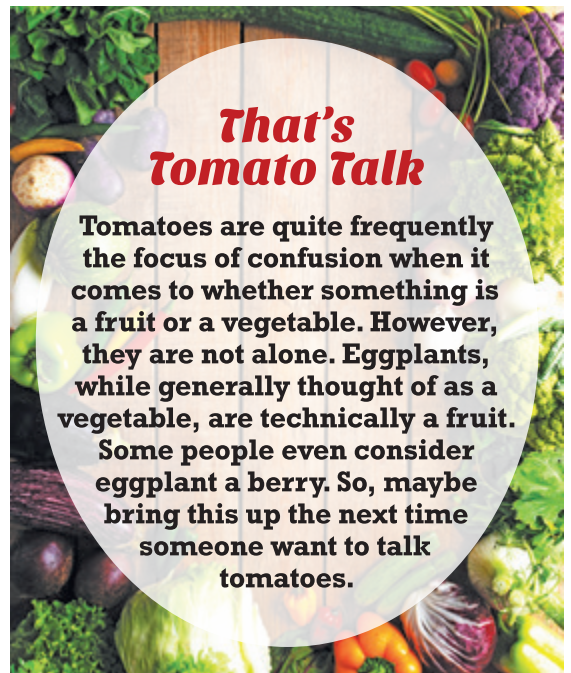 That's
Tomato Talk
Tomatoes are quite frequently
the focus of confusion when it
comes to whether something is
a fruit or a vegetable. However,
they are not alone. Eggplants,
while generally thought of as a
vegetable, are technically a fruit.
Some people even consider
eggplant a berry. So, maybe
bring this up the next time
someone want to talk
tomatoes.